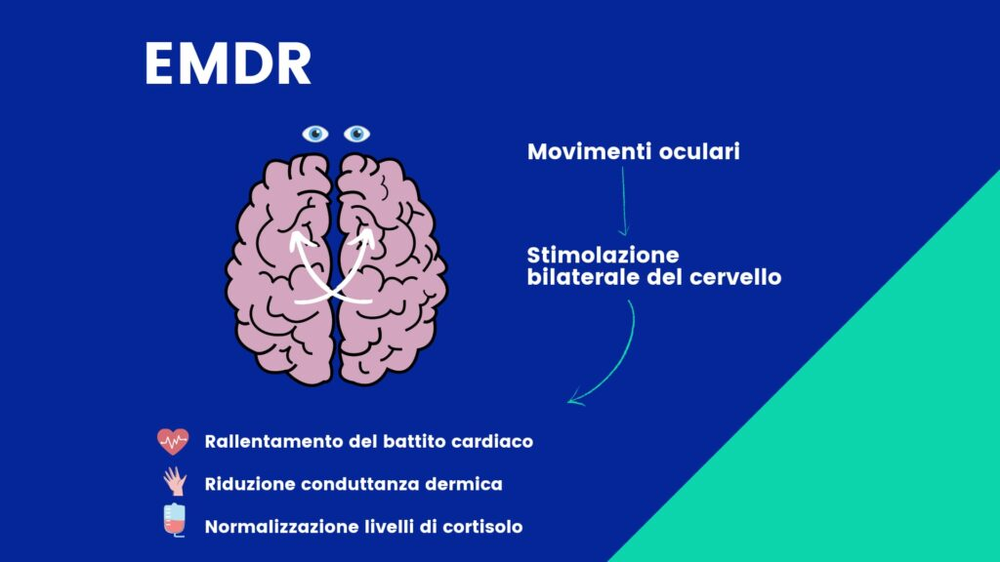 EMDR
Movimenti oculari
Stimolazione
bilaterale del cervello
Rallentamento del battito cardiaco
Riduzione conduttanza dermica
Normalizzazione livelli di cortisolo